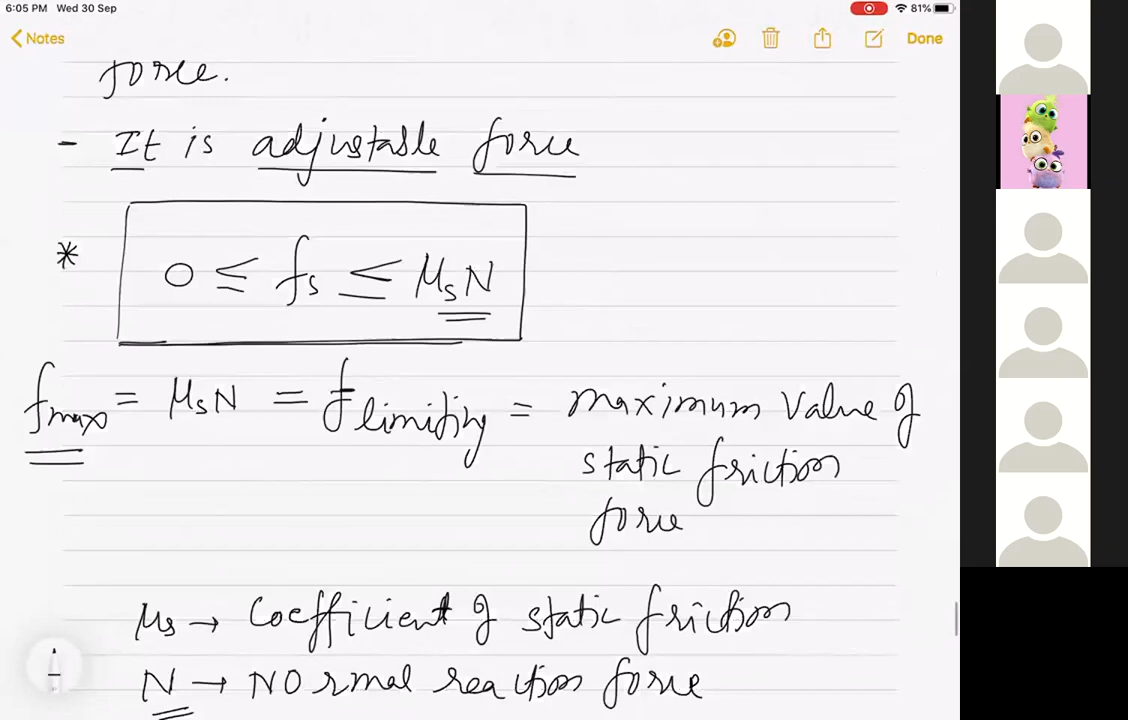 6:05 PM Wed 30 Sep 81%
Notes Done
force.
- It is adjustable force
* 0 ≤ fs ≤ μsN
fmax = μsN = flimiting = maximum value of
static friction
force
μs → Coefficient of static friction
N → NOrmal reaction force